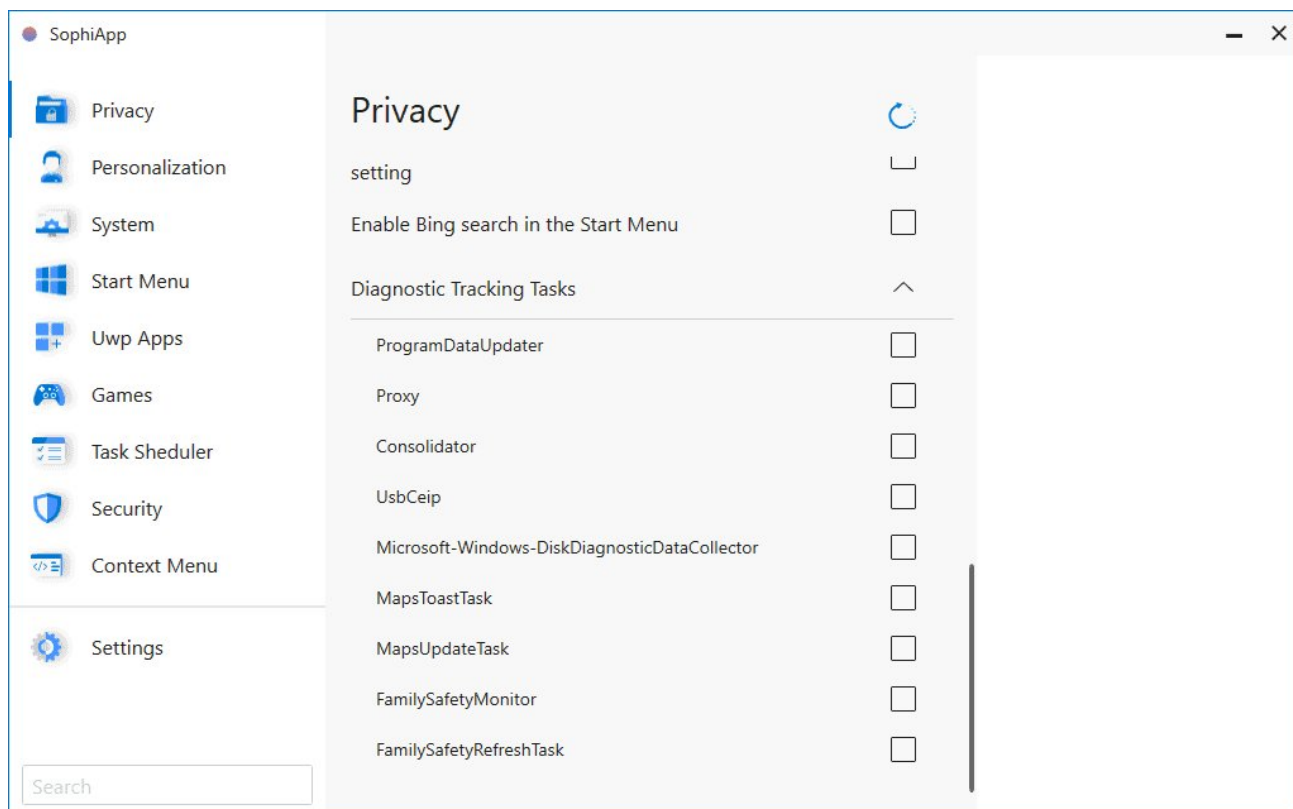 SophiApp
Privacy
Personalization
System
Start Menu
Uwp Apps
Games
Task Sheduler
Security
Context Menu
Settings
Search
Privacy
setting
Enable Bing search in the Start Menu
Diagnostic Tracking Tasks
ProgramDataUpdater
Proxy
Consolidator
UsbCeip
Microsoft-Windows-DiskDiagnosticDataCollector
MapsToastTask
MapsUpdateTask
FamilySafetyMonitor
FamilySafetyRefreshTask